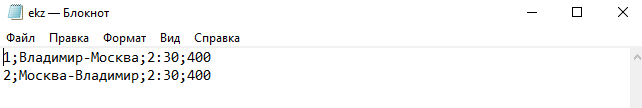 ekz — Блокнот
Файл Правка Формат Вид Справка
1;Владимир-Москва;2:30;400
2;Москва-Владимир;2:30;400